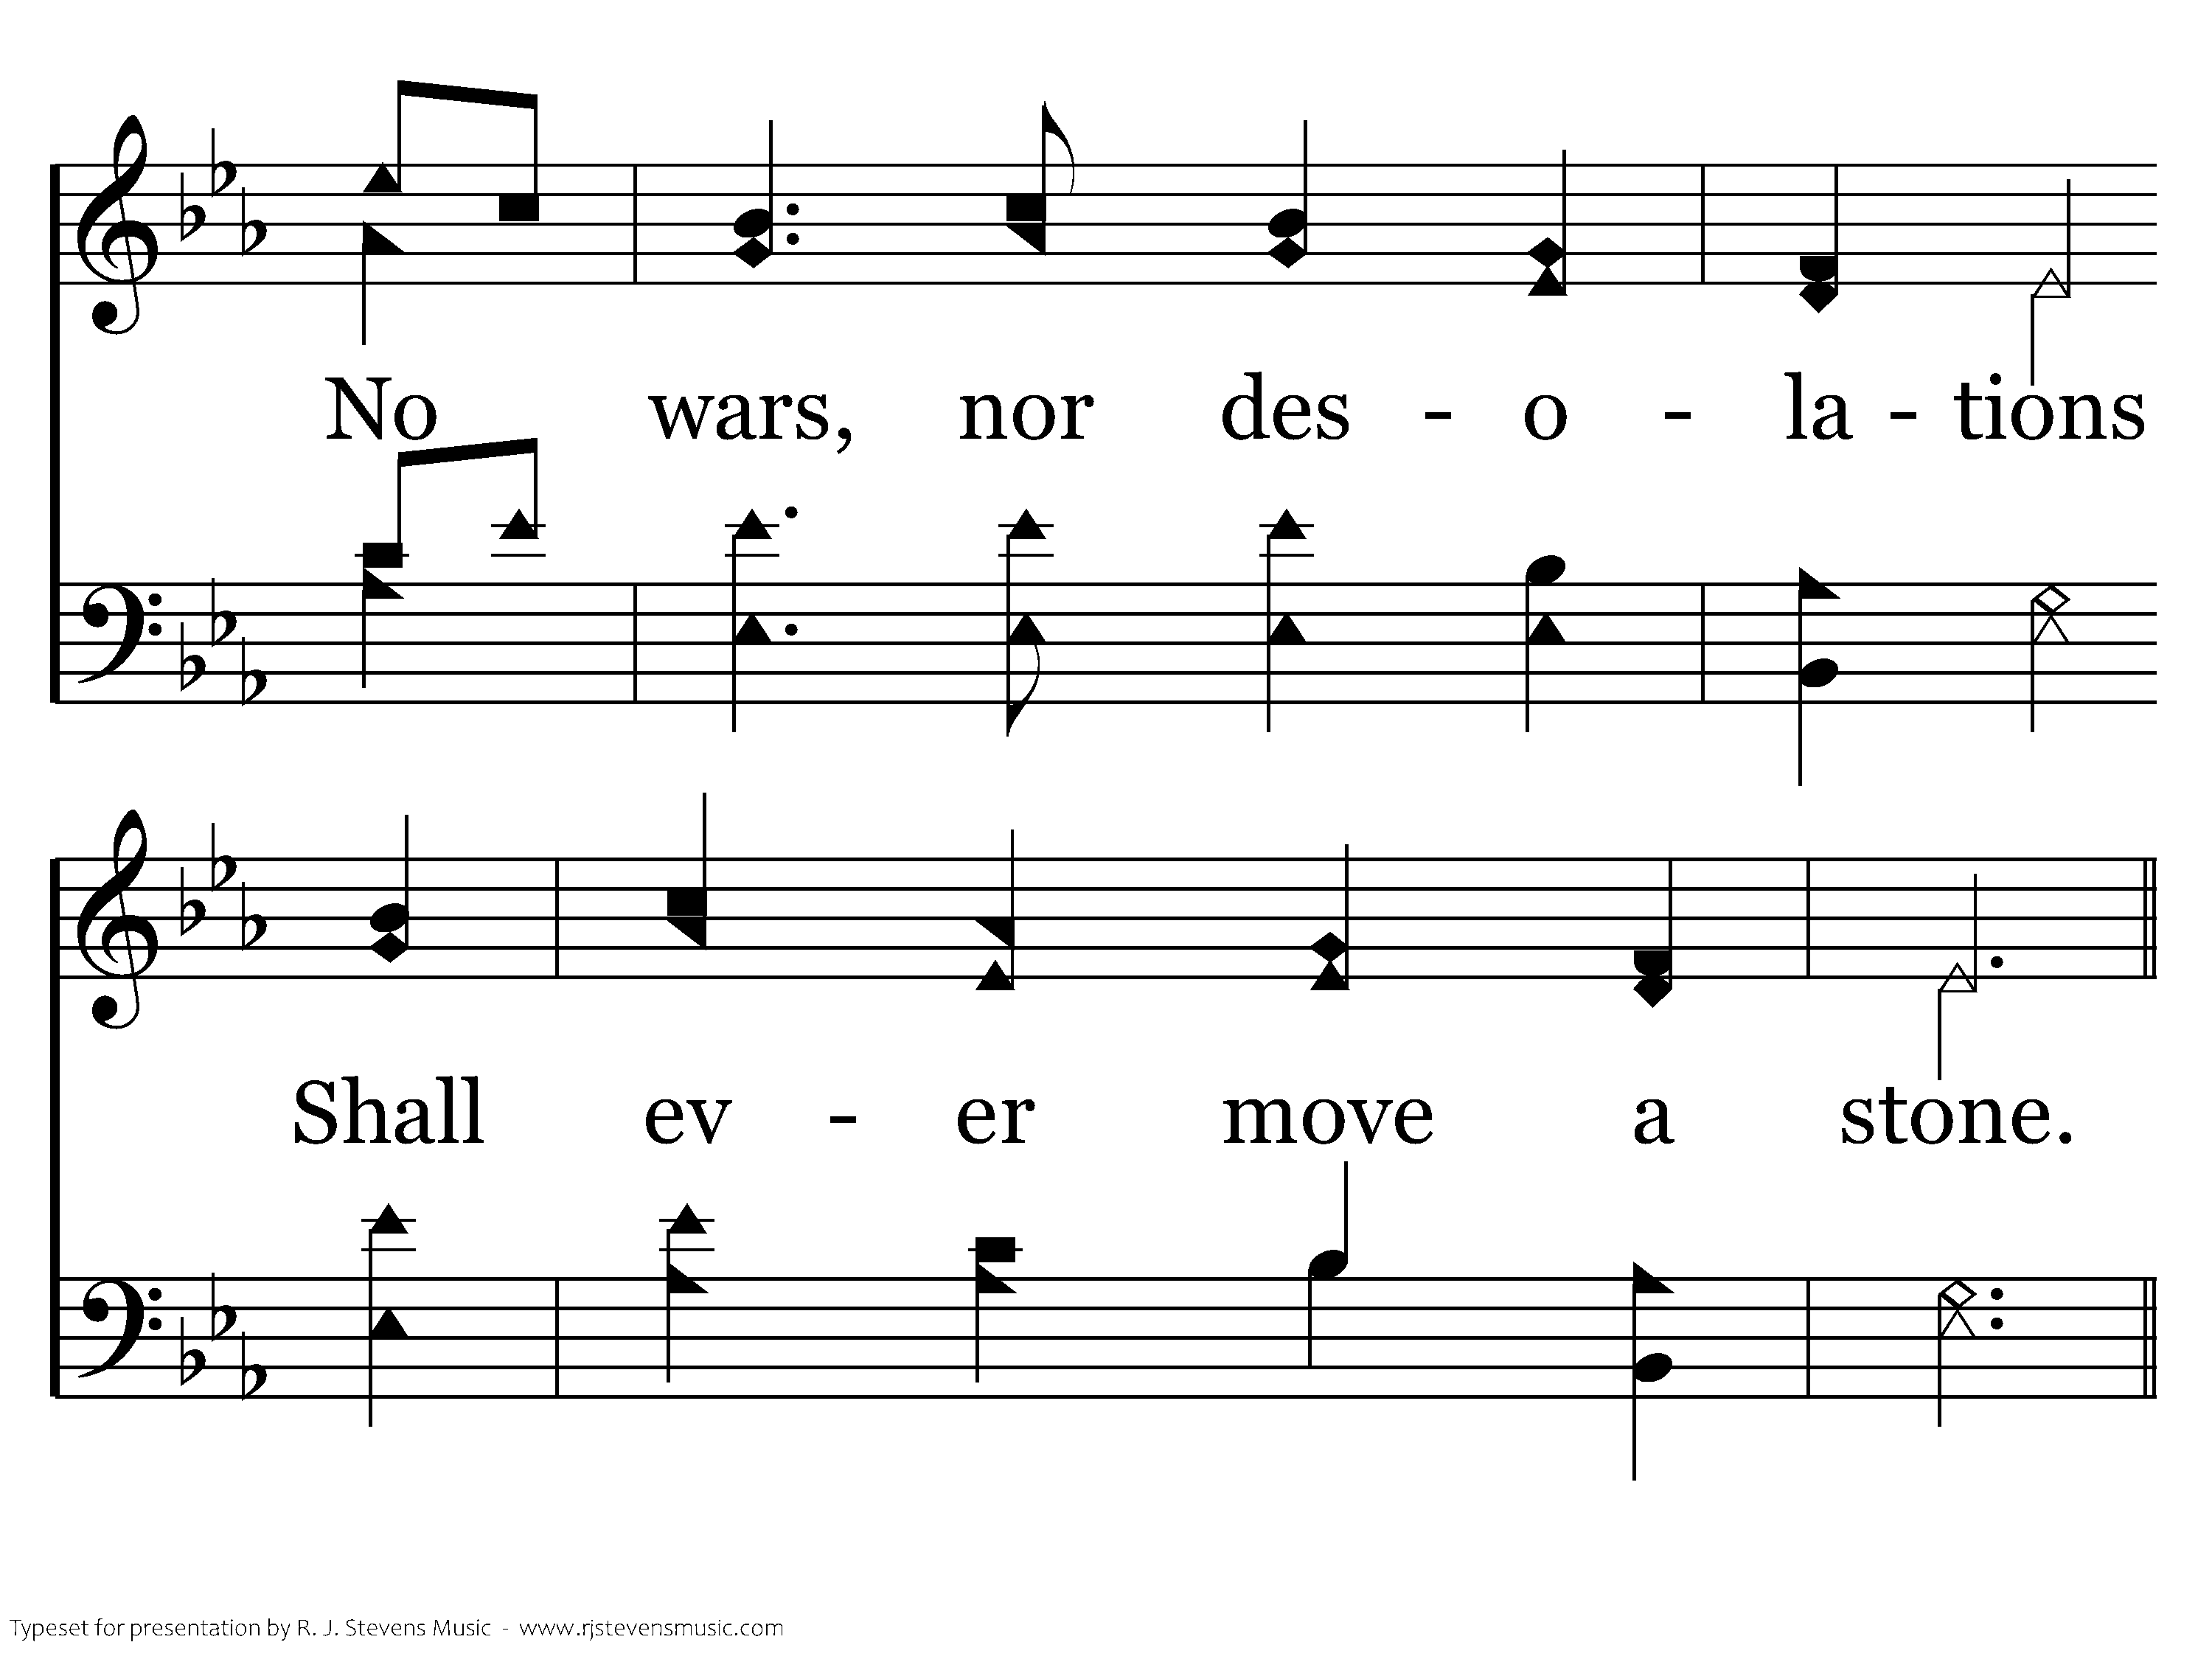 No wars, nor des - o - la - tions
Shall ev - er move a stone.
Typeset for presentation by R. J. Stevens Music - www.rjstevensmusic.com